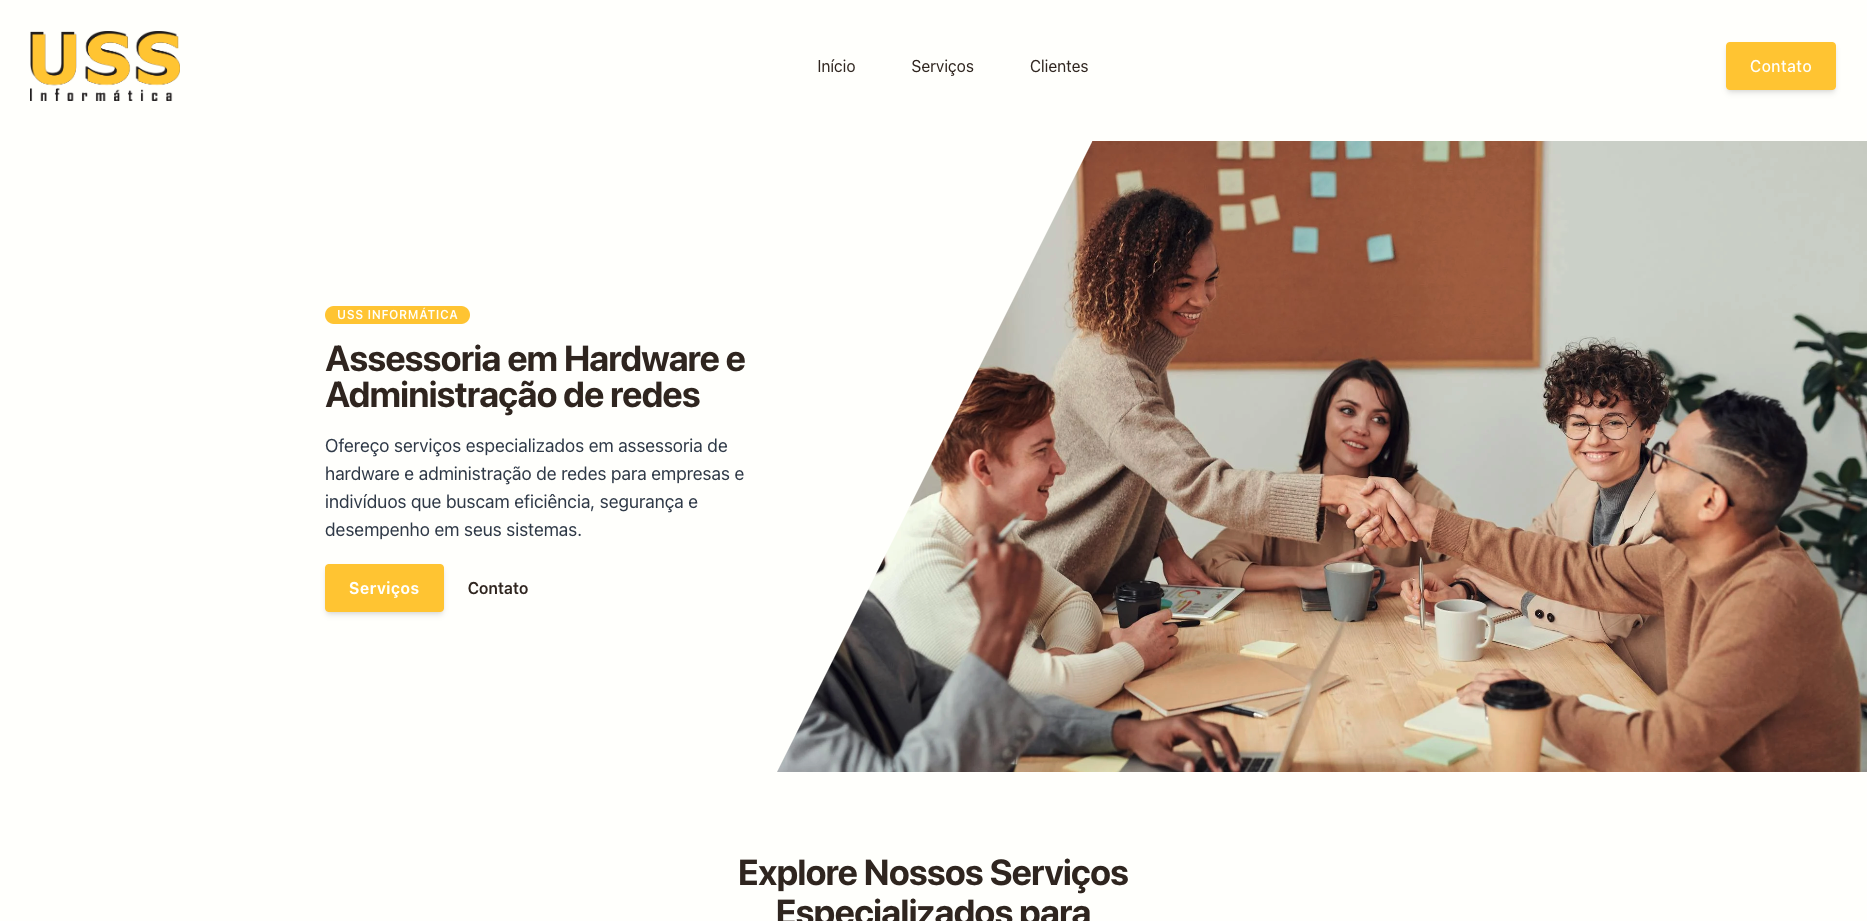 USS
Informática
Início
Serviços
Clientes
Contato
USS INFORMÁTICA
Assessoria em Hardware e
Administração de redes
Ofereço serviços especializados em assessoria de
hardware e administração de redes para empresas e
indivíduos que buscam eficiência, segurança e
desempenho em seus sistemas.
Serviços
Contato
Explore Nossos Serviços
Especializados para